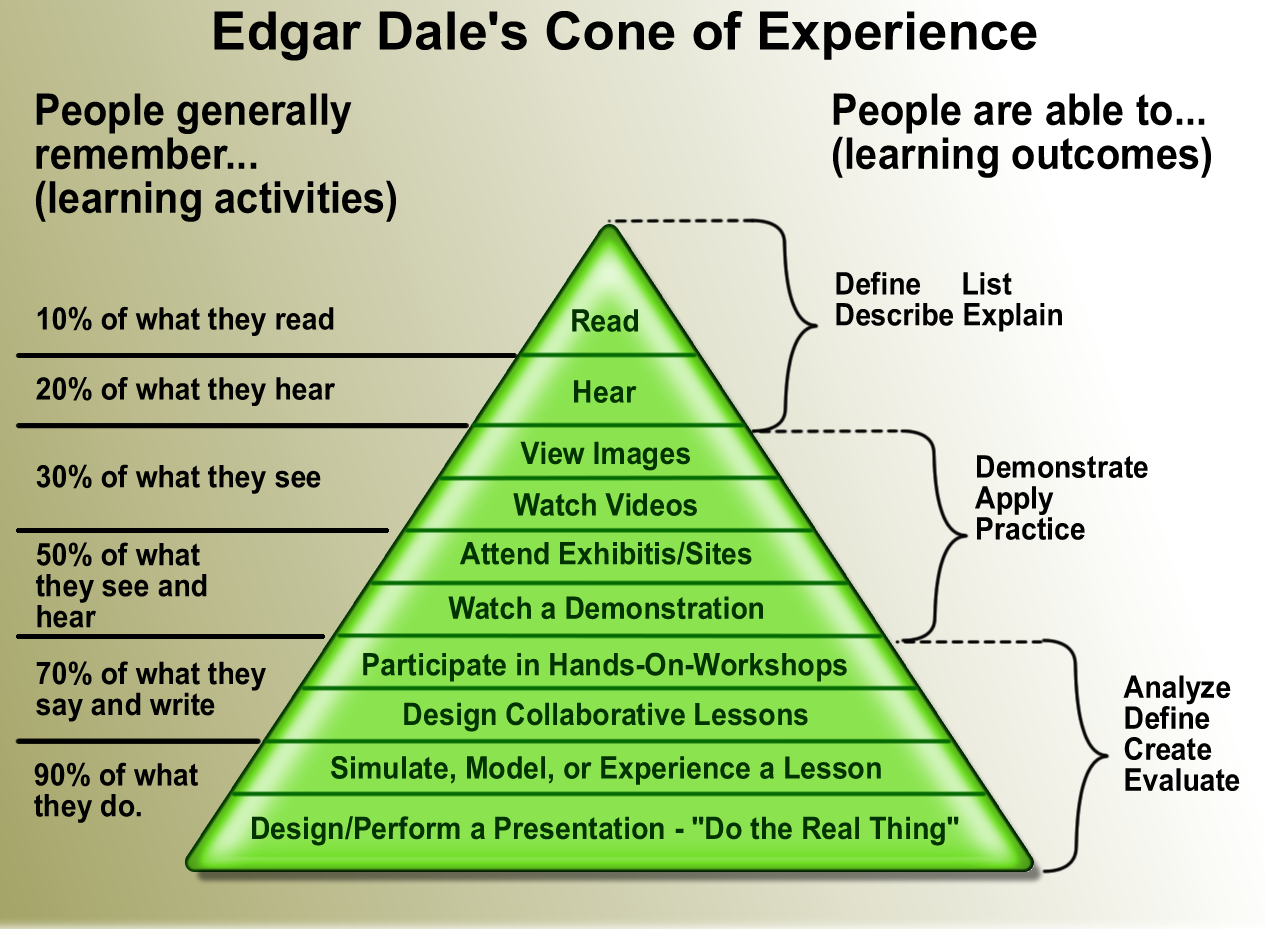 Edgar Dale's Cone of Experience
People generally
remember...
(learning activities)
People are able to...
(learning outcomes)
10% of what they read
20% of what they hear
30% of what they see
50% of what
they see and
hear
70% of what they
say and write
90% of what
they do.
Read
Hear
View Images
Watch Videos
Attend Exhibitis/Sites
Watch a Demonstration
Participate in Hands-On-Workshops
Design Collaborative Lessons
Simulate, Model, or Experience a Lesson
Design/Perform a Presentation - "Do the Real Thing"
Define List
Describe Explain
Demonstrate
Apply
Practice
Analyze
Define
Create
Evaluate